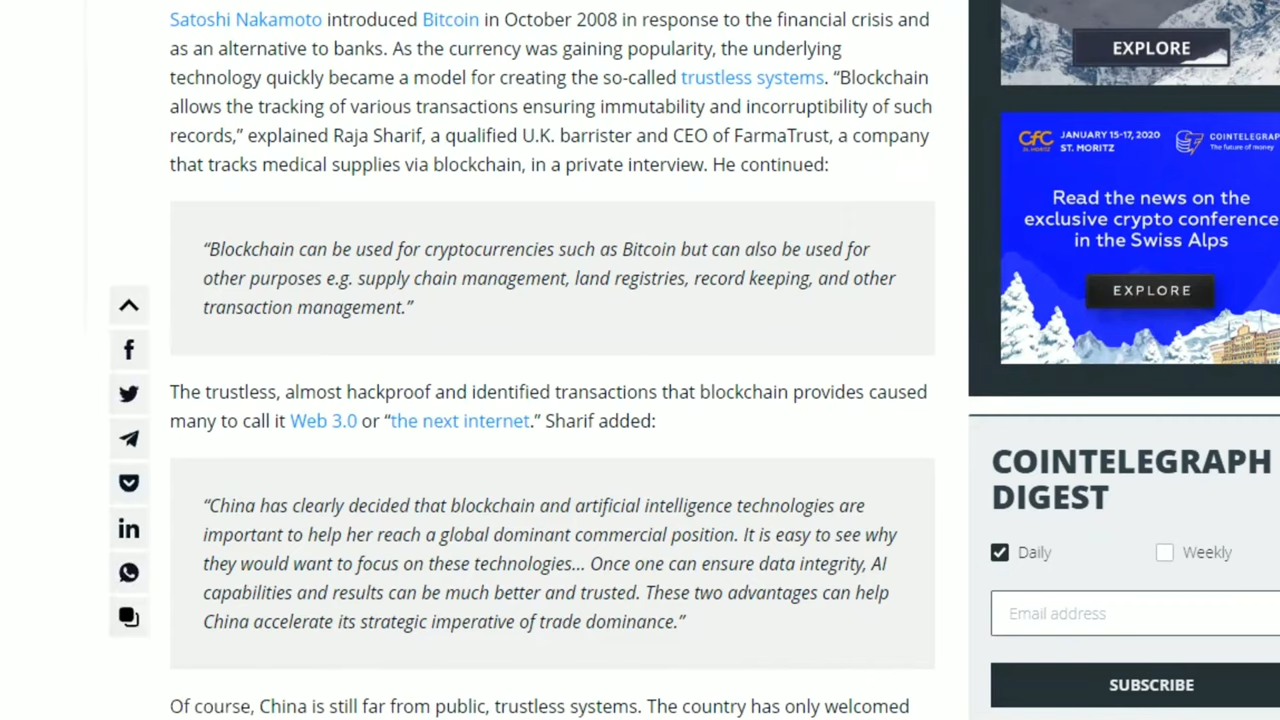 Satoshi Nakamoto introduced Bitcoin in October 2008 in response to the financial crisis and
as an alternative to banks. As the currency was gaining popularity, the underlying
technology quickly became a model for creating the so-called trustless systems. “Blockchain
allows the tracking of various transactions ensuring immutability and incorruptibility of such
records,” explained Raja Sharif, a qualified U.K. barrister and CEO of FarmaTrust, a company
that tracks medical supplies via blockchain, in a private interview. He continued:
“Blockchain can be used for cryptocurrencies such as Bitcoin but can also be used for
other purposes e.g. supply chain management, land registries, record keeping, and other
transaction management.”
The trustless, almost hackproof and identified transactions that blockchain provides caused
many to call it Web 3.0 or “the next internet.” Sharif added:
“China has clearly decided that blockchain and artificial intelligence technologies are
important to help her reach a global dominant commercial position. It is easy to see why
they would want to focus on these technologies... Once one can ensure data integrity, AI
capabilities and results can be much better and trusted. These two advantages can help
China accelerate its strategic imperative of trade dominance.”
Of course, China is still far from public, trustless systems. The country has only welcomed
EXPLORE
CfC
ST. MORITZ
JANUARY 15-17, 2020
ST. MORITZ
COINTELEGRAP
The future of money
Read the news on the
exclusive crypto conference
in the Swiss Alps
EXPLORE
COINTELEGRAPH
DIGEST
Daily
Weekly
Email address
SUBSCRIBE